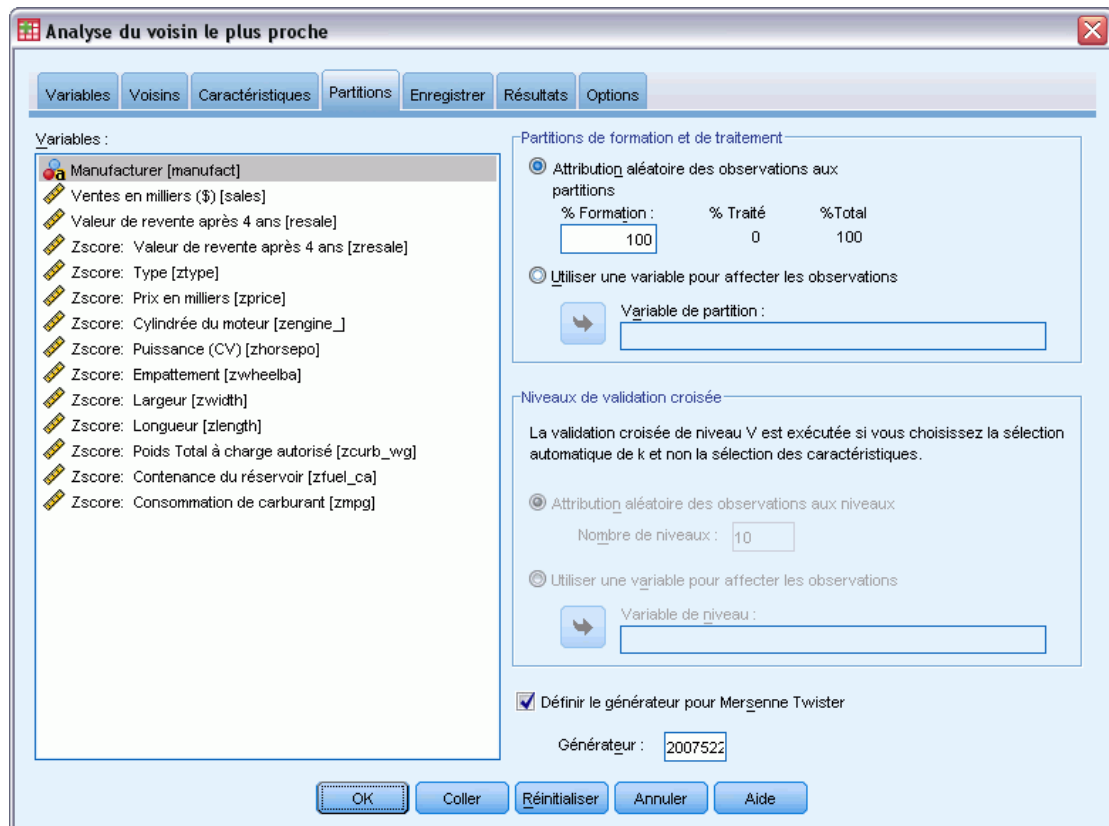 Analyse du voisin le plus proche
Variables Voisins Caractéristiques Partitions Enregistrer Résultats Options
Variables :
Manufacturer [manufact]
Ventes en milliers ($) [sales]
Valeur de revente après 4 ans [resale]
Zscore: Valeur de revente après 4 ans [zresale]
Zscore: Type [ztype]
Zscore: Prix en milliers [zprice]
Zscore: Cylindrée du moteur [zengine_]
Zscore: Puissance (CV) [zhorsepo]
Zscore: Empattement [zwheelba]
Zscore: Largeur [zwidth]
Zscore: Longueur [zlength]
Zscore: Poids Total à charge autorisé [zcurb_wg]
Zscore: Contenance du réservoir [zfuel_ca]
Zscore: Consommation de carburant [zmpg]
Partitions de formation et de traitement
Attribution aléatoire des observations aux
partitions
% Formation : % Traité %Total
100 0 100
Utiliser une variable pour affecter les observations
Variable de partition :
Niveaux de validation croisée
La validation croisée de niveau V est exécutée si vous choisissez la sélection
automatique de k et non la sélection des caractéristiques.
Attribution aléatoire des observations aux niveaux
Nombre de niveaux : 10
Utiliser une variable pour affecter les observations
Variable de niveau :
Définir le générateur pour Mersenne Twister
Générateur : 2007522
OK Coller Réinitialiser Annuler Aide